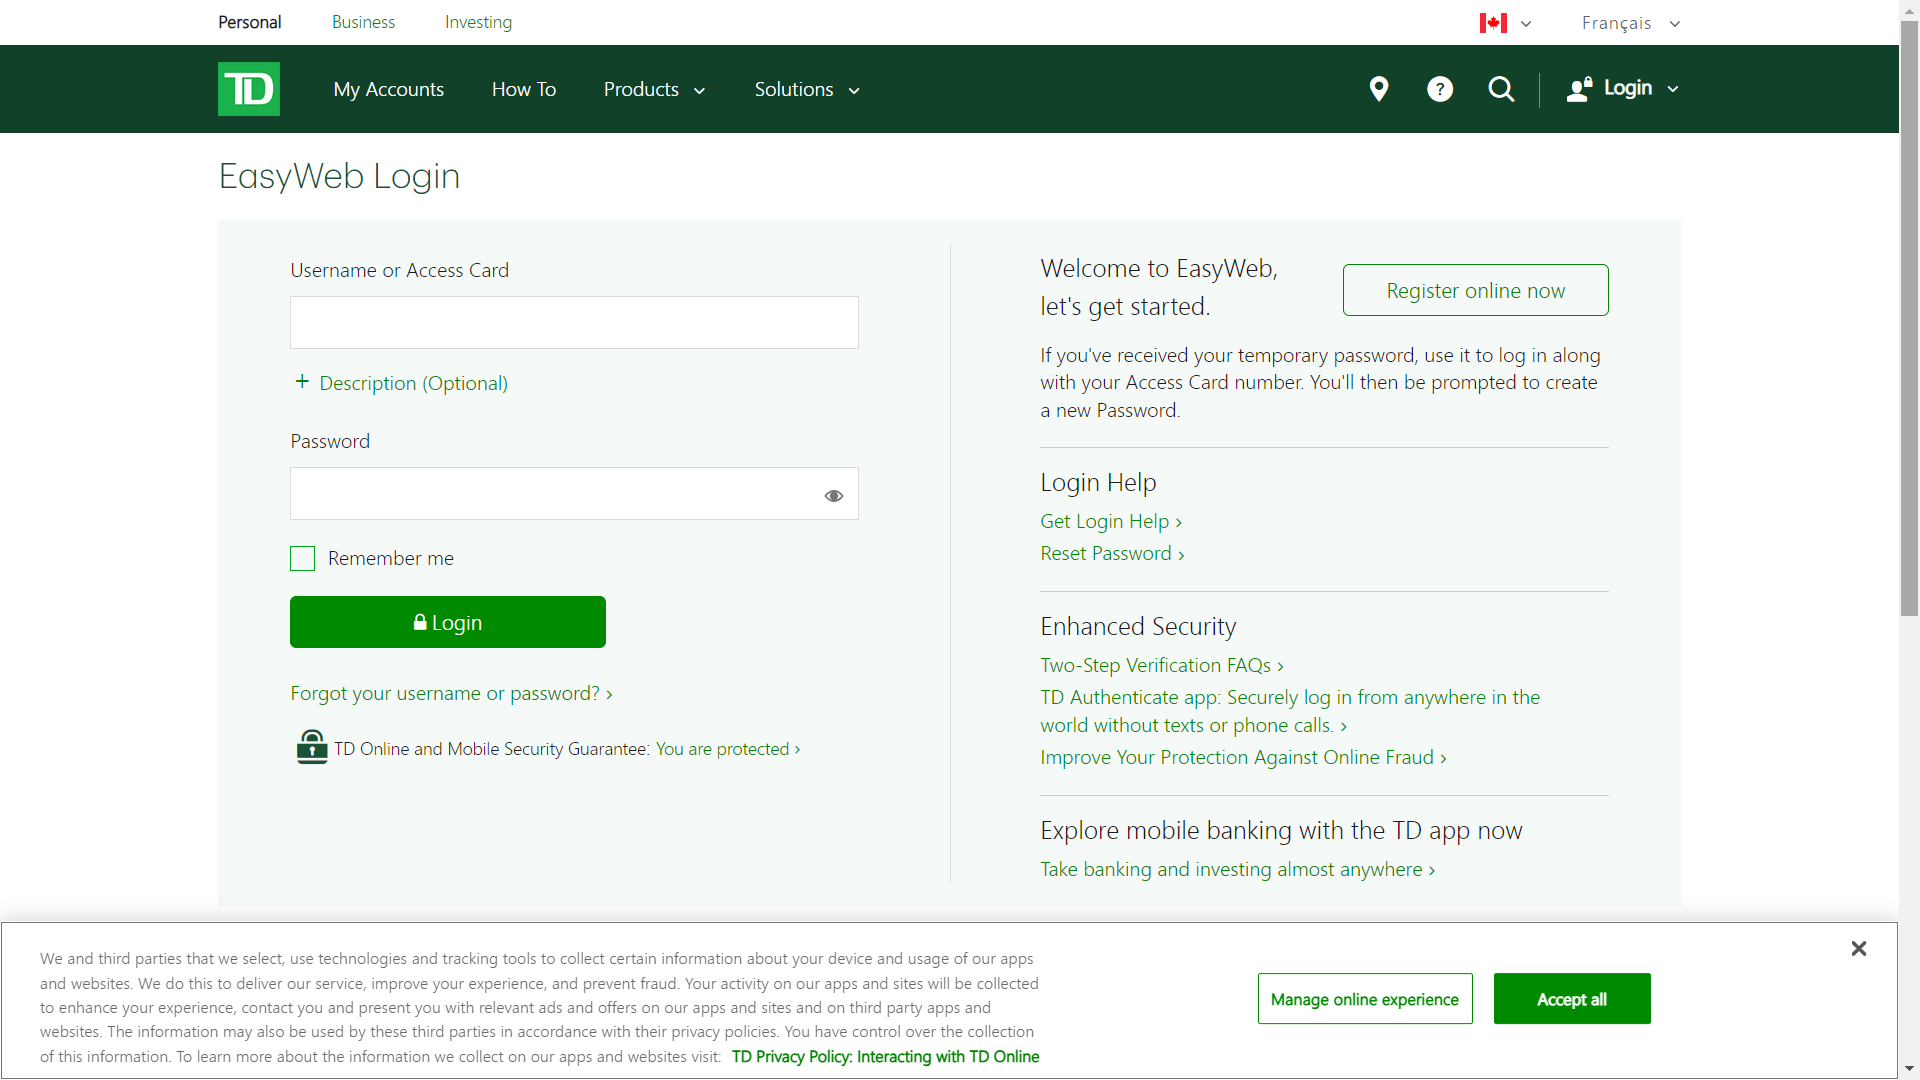 Personal Business Investing Français
TD My Accounts How To Products Solutions ? Login
EasyWeb Login
Username or Access Card
+ Description (Optional)
Password
Remember me
Login
Forgot your username or password? ›
TD Online and Mobile Security Guarantee: You are protected ›
Welcome to EasyWeb,
let's get started.
Register online now
If you've received your temporary password, use it to log in along
with your Access Card number. You'll then be prompted to create
a new Password.
Login Help
Get Login Help ›
Reset Password ›
Enhanced Security
Two-Step Verification FAQs ›
TD Authenticate app: Securely log in from anywhere in the
world without texts or phone calls. ›
Improve Your Protection Against Online Fraud ›
Explore mobile banking with the TD app now
Take banking and investing almost anywhere ›
We and third parties that we select, use technologies and tracking tools to collect certain information about your device and usage of our apps
and websites. We do this to deliver our service, improve your experience, and prevent fraud. Your activity on our apps and sites will be collected
to enhance your experience, contact you and present you with relevant ads and offers on our apps and sites and on third party apps and
websites. The information may also be used by these third parties in accordance with their privacy policies. You have control over the collection
of this information. To learn more about the information we collect on our apps and websites visit: TD Privacy Policy: Interacting with TD Online
Manage online experience
Accept all